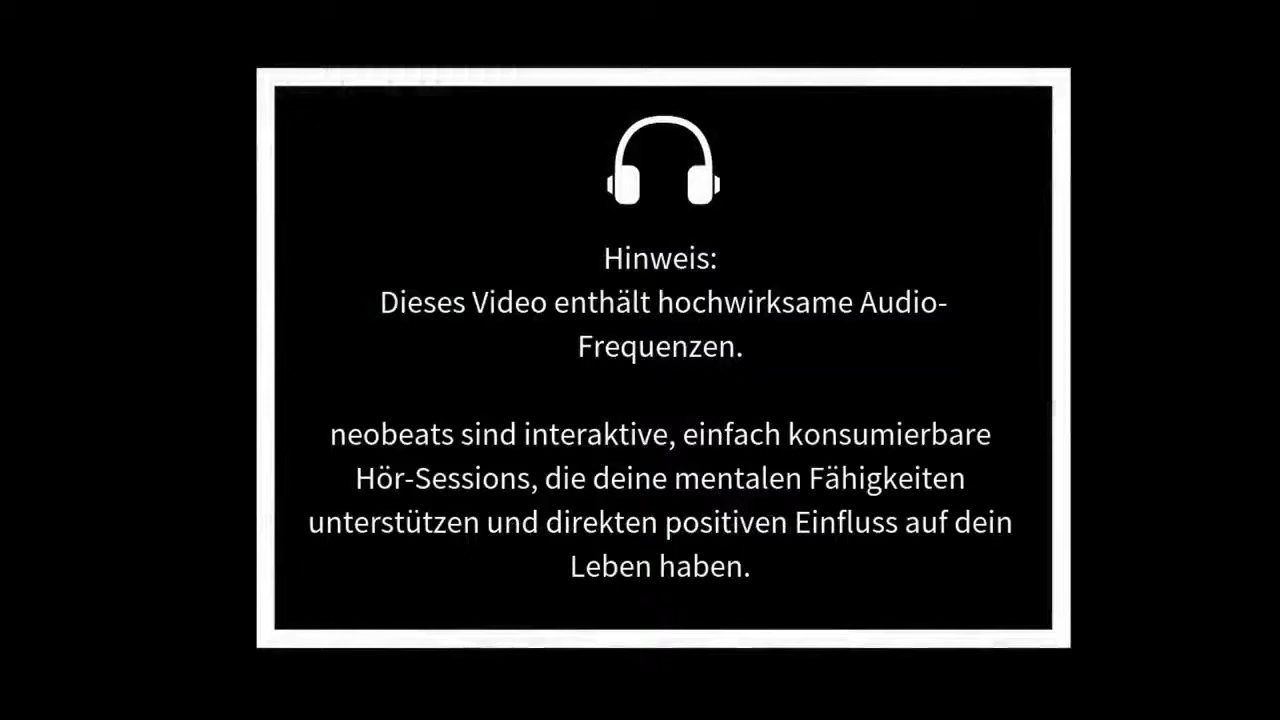 Hinweis:
Dieses Video enthält hochwirksame Audio-
Frequenzen.
neobeats sind interaktive, einfach konsumierbare
Hör-Sessions, die deine mentalen Fähigkeiten
unterstützen und direkten positiven Einfluss auf dein
Leben haben.